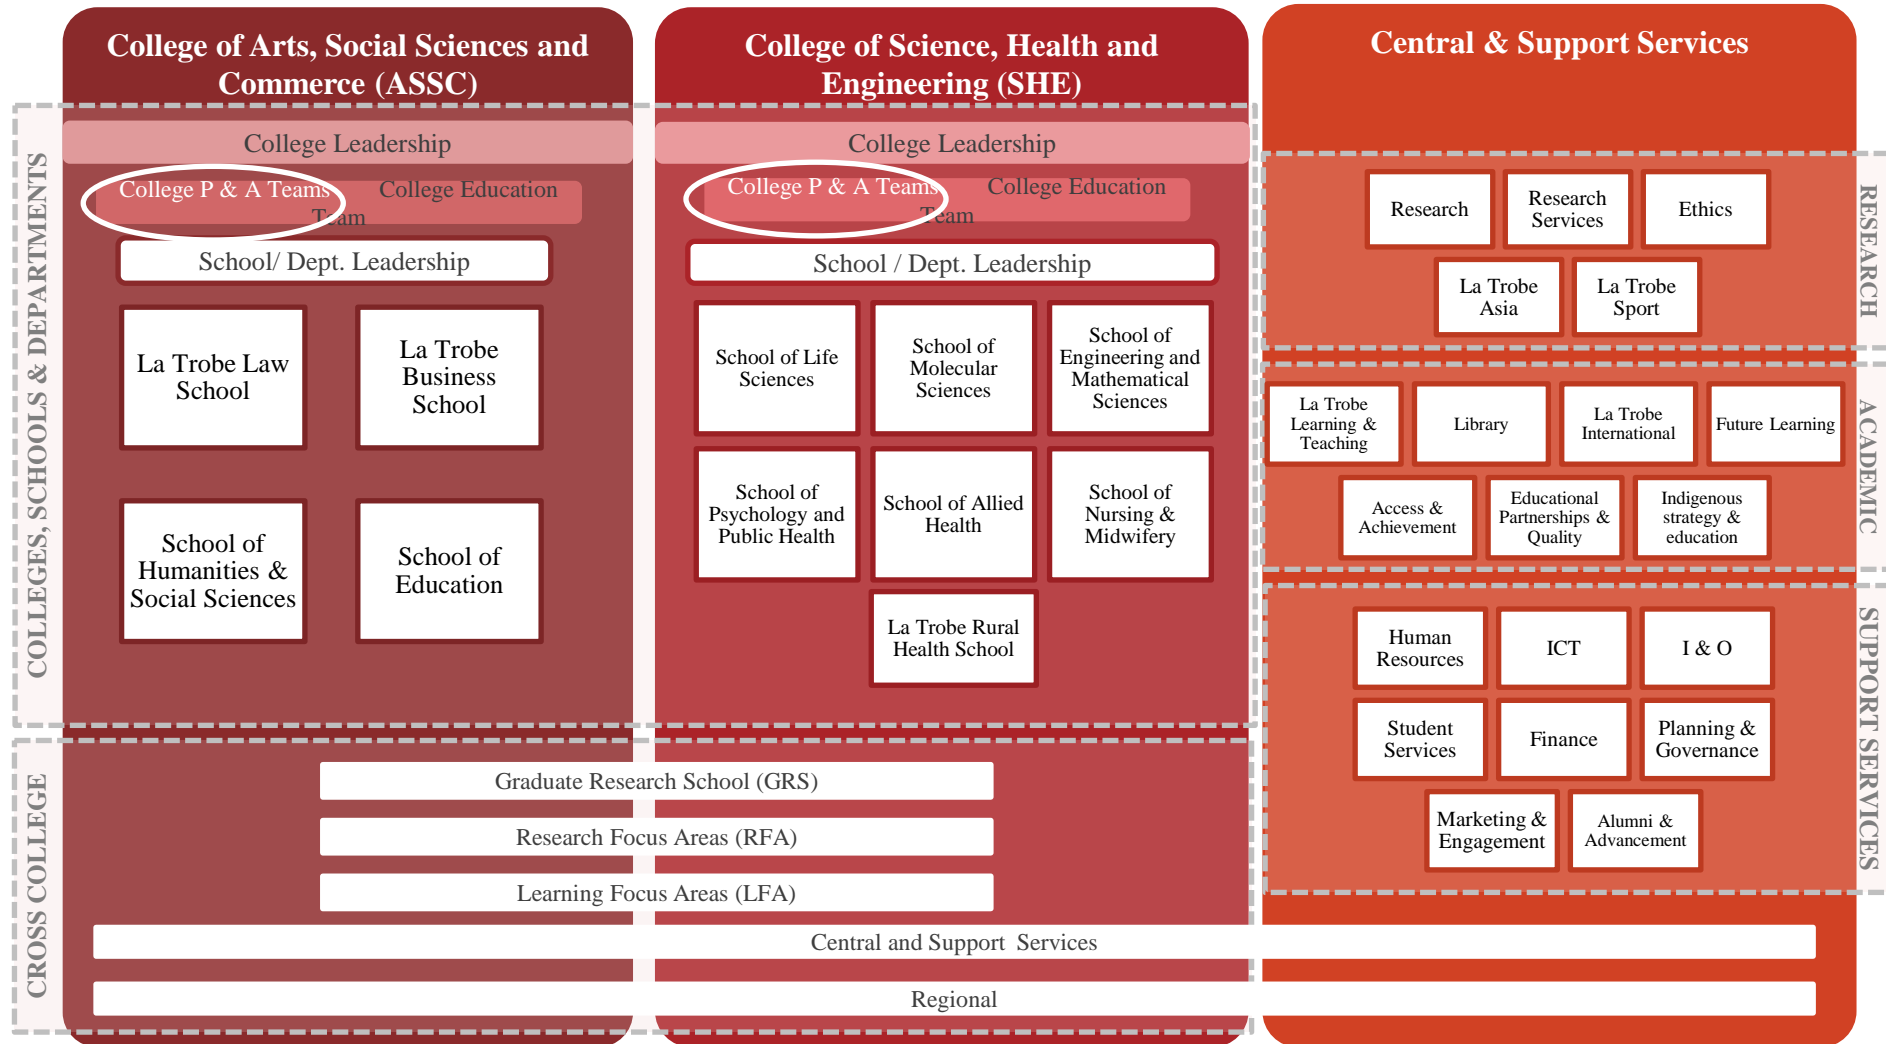 College of Arts, Social Sciences and
Commerce (ASSC)
College of Science, Health and
Engineering (SHE)
Central & Support Services
COLLEGES, SCHOOLS & DEPARTMENTS
College Leadership
College P & A Teams College Education
Team
School/ Dept. Leadership
La Trobe Law
School
La Trobe
Business
School
School of
Humanities &
Social Sciences
School of
Education
College Leadership
College P & A Teams College Education
Team
School / Dept. Leadership
School of Life
Sciences
School of
Molecular
Sciences
School of
Engineering and
Mathematical
Sciences
School of
Psychology and
Public Health
School of Allied
Health
School of
Nursing &
Midwifery
La Trobe Rural
Health School
RESEARCH
Research
Research
Services
Ethics
La Trobe
Asia
La Trobe
Sport
ACADEMIC
La Trobe
Learning &
Teaching
Library
La Trobe
International
Future Learning
Access &
Achievement
Educational
Partnerships &
Quality
Indigenous
strategy &
education
SUPPORT SERVICES
Human
Resources
ICT
I & O
Student
Services
Finance
Planning &
Governance
Marketing &
Engagement
Alumni &
Advancement
CROSS COLLEGE
Graduate Research School (GRS)
Research Focus Areas (RFA)
Learning Focus Areas (LFA)
Central and Support Services
Regional